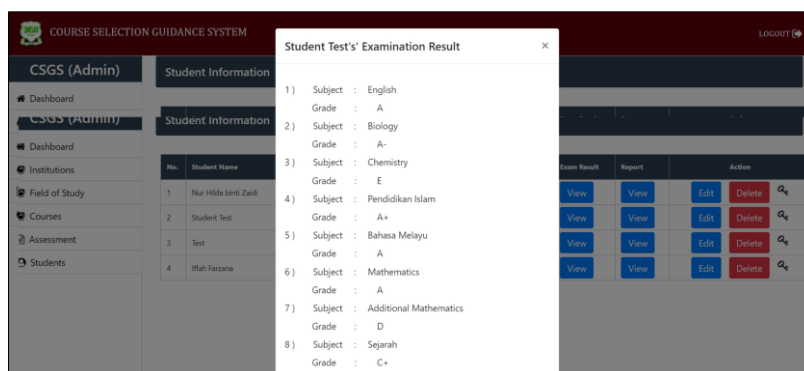 COURSE SELECTION GUIDANCE SYSTEM
LOGOUT
CSGS (Admin)
Student Information
Dashboard
CSGS (Admin)
Student Information
Dashboard
Institutions
Field of Study
Courses
Assessment
Students
No. Student Name Exam Result Report Action
1 Nur Hilda binti Zaidi View View Edit Delete
2 Student Test View View Edit Delete
3 Test View View Edit Delete
4 Iffah Farzana View View Edit Delete
Student Test's' Examination Result ×
1 ) Subject : English
Grade : A
2 ) Subject : Biology
Grade : A-
3 ) Subject : Chemistry
Grade : E
4 ) Subject : Pendidikan Islam
Grade : A+
5 ) Subject : Bahasa Melayu
Grade : A
6 ) Subject : Mathematics
Grade : A
7 ) Subject : Additional Mathematics
Grade : D
8 ) Subject : Sejarah
Grade : C+